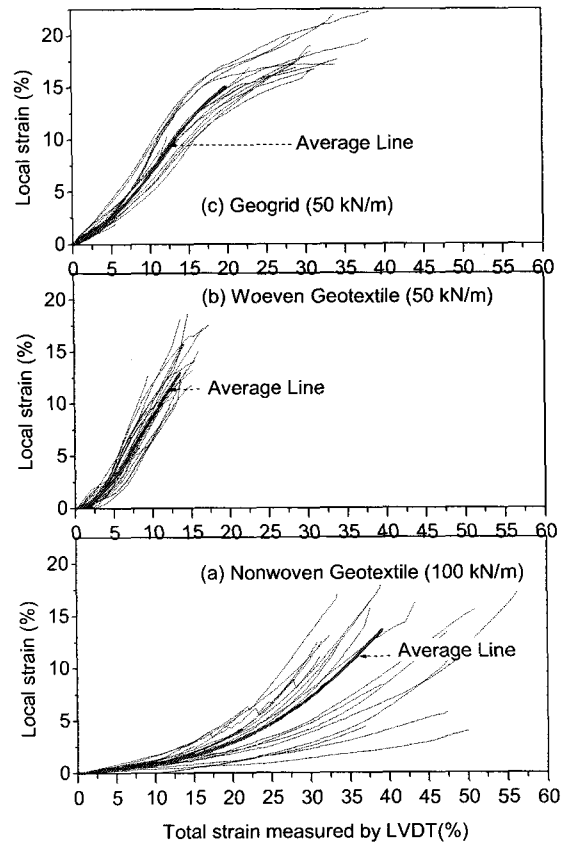 20
15
10
5
0
Local strain (%)
Average Line
(c) Geogrid (50 kN/m)
0 5 10 15 20 25 30 35 40 45 50 55 60
20
15
10
5
0
Local strain (%)
(b) Woeven Geotextile (50 kN/m)
Average Line
0 5 10 15 20 25 30 35 40 45 50 55 60
20
15
10
5
0
Local strain (%)
(a) Nonwoven Geotextile (100 kN/m)
Average Line
0 5 10 15 20 25 30 35 40 45 50 55 60
Total strain measured by LVDT(%)